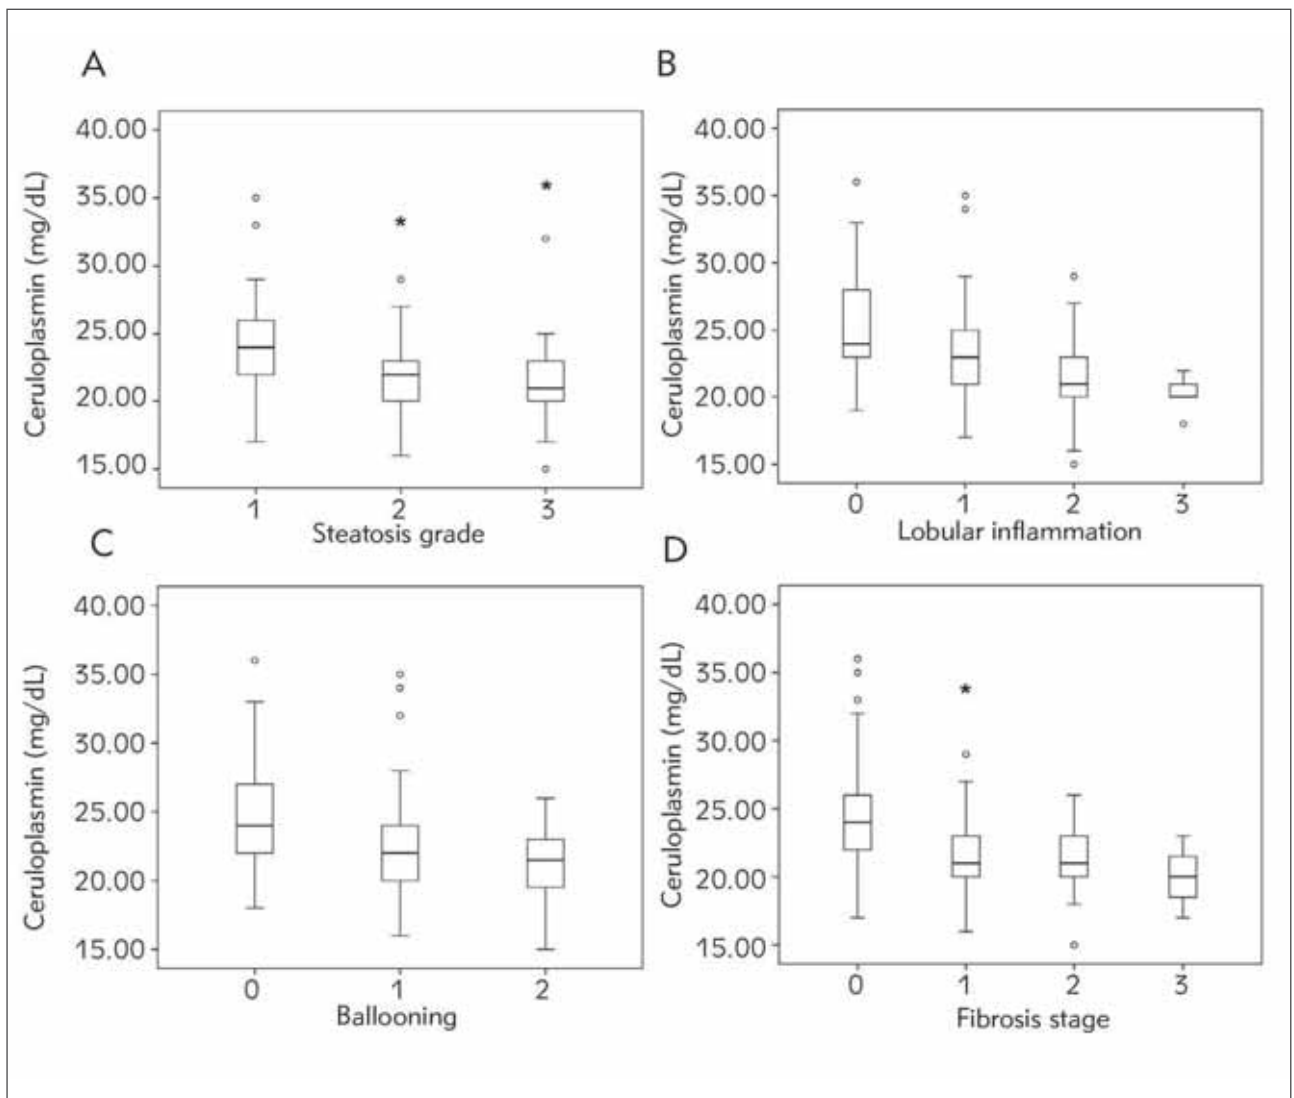 A
Ceruloplasmin (mg/dL)
40.00
35.00
30.00
25.00
20.00
15.00
*
*
1 2 3
Steatosis grade
B
Ceruloplasmin (mg/dL)
40.00
35.00
30.00
25.00
20.00
15.00
0 1 2 3
Lobular inflammation
C
Ceruloplasmin (mg/dL)
40.00
35.00
30.00
25.00
20.00
15.00
0 1 2
Ballooning
D
Ceruloplasmin (mg/dL)
40.00
35.00
30.00
25.00
20.00
15.00
*
0 1 2 3
Fibrosis stage